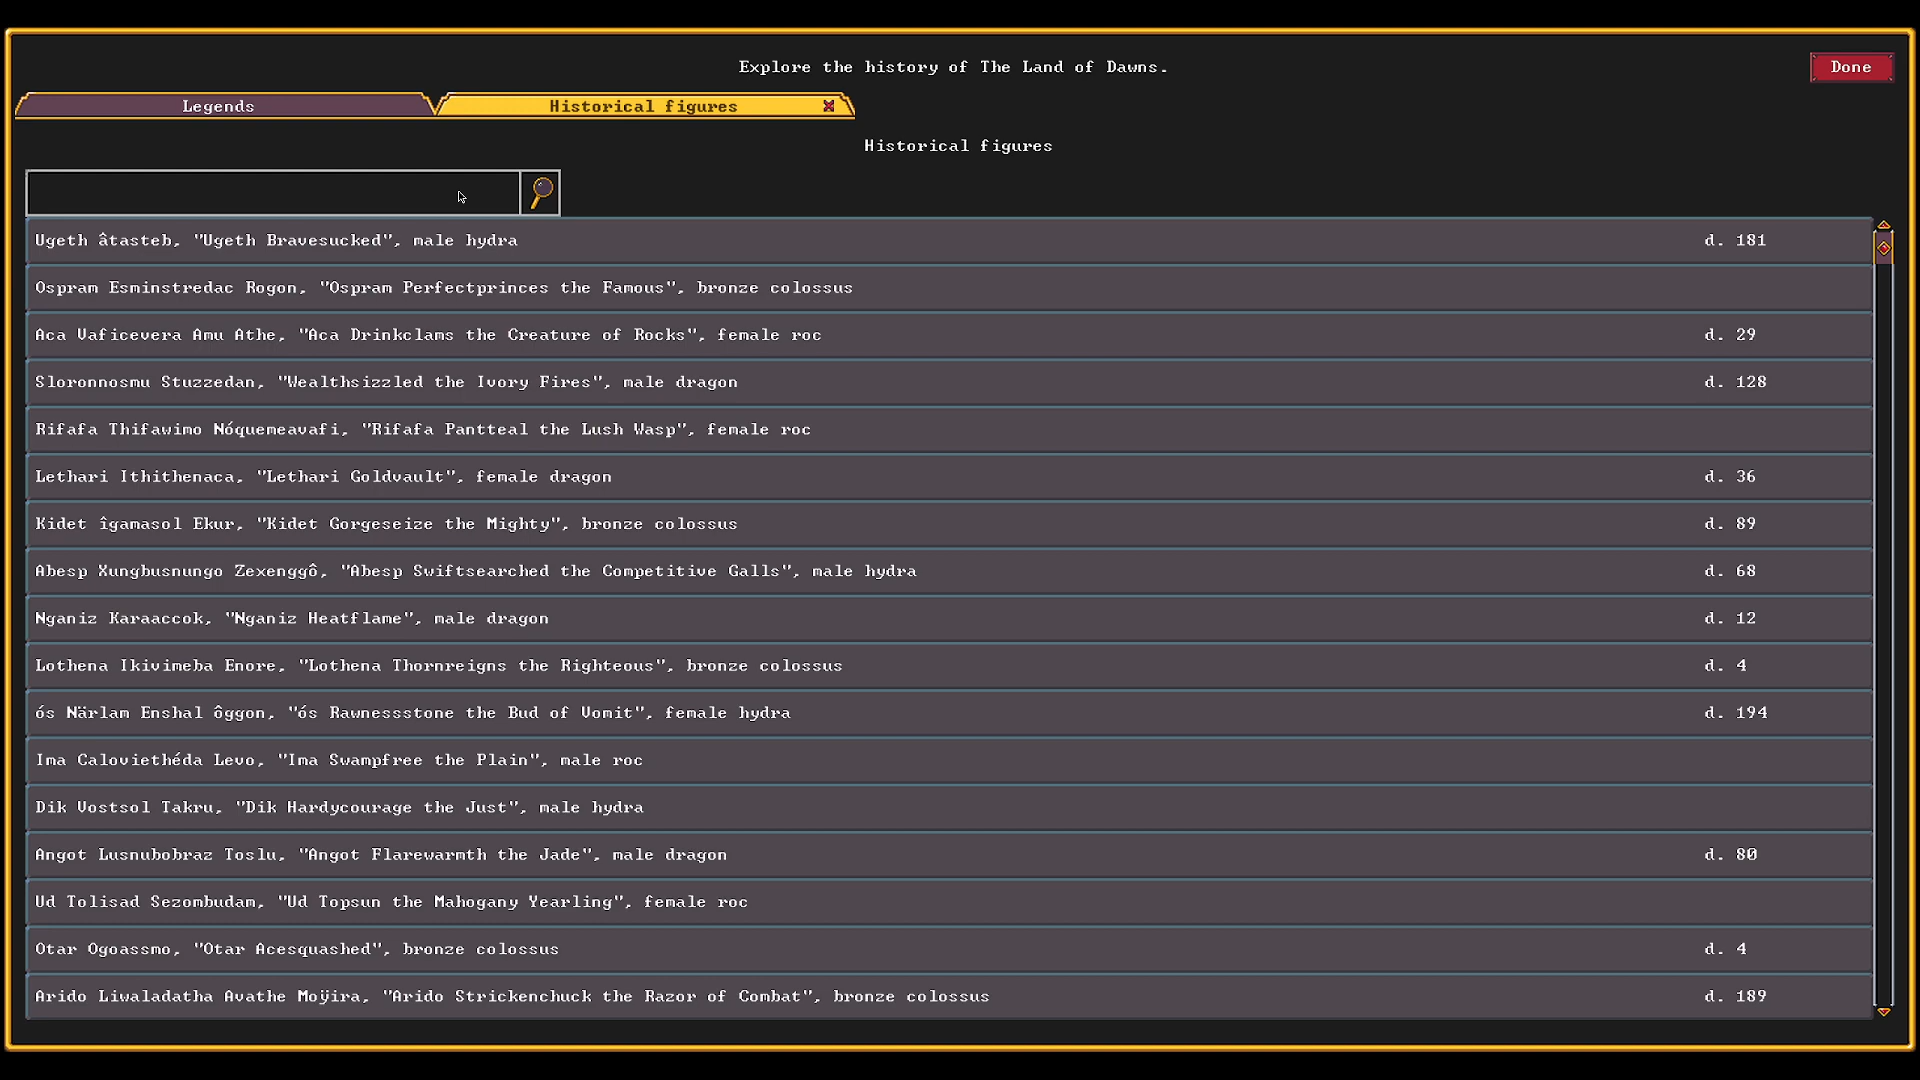 Explore the history of The Land of Dawns.
Done
Legends
Historical figures
Historical figures
Ugeth âtasteb, "Ugeth Bravesucked", male hydra d. 181
Ospram Esminstredac Rogon, "Ospram Perfectprinces the Famous", bronze colossus
Aca Vaficevera Amu Athe, "Aca Drinkclams the Creature of Rocks", female roc d. 29
Sloronnosmu Stuzzedan, "Wealthsizzled the Ivory Fires", male dragon d. 128
Rifafa Thifawimo Nóquemeavafi, "Rifafa Pantteal the Lush Wasp", female roc
Lethari Ithithenaca, "Lethari Goldvault", female dragon d. 36
Kidet îgamasol Ekur, "Kidet Gorgeseize the Mighty", bronze colossus d. 89
Abesp Xungbusnungo Zexenggô, "Abesp Swiftsearched the Competitive Galls", male hydra d. 68
Nganiz Karaaccok, "Nganiz Heatflame", male dragon d. 12
Lothena Ikivimeba Enore, "Lothena Thornreigns the Righteous", bronze colossus d. 4
ós Närlam Enshal ôggon, "ós Rawnessstone the Bud of Vomit", female hydra d. 194
Ima Caloviethéda Levo, "Ima Swampfree the Plain", male roc
Dik Vostsol Takru, "Dik Hardycourage the Just", male hydra
Angot Lusnubobraz Toslu, "Angot Flarewarmth the Jade", male dragon d. 80
Ud Tolisad Sezombudam, "Ud Topsun the Mahogany Yearling", female roc
Otar Ogoassmo, "Otar Acesquashed", bronze colossus d. 4
Arido Liwaladatha Avathe Moÿira, "Arido Strickenchuck the Razor of Combat", bronze colossus d. 189